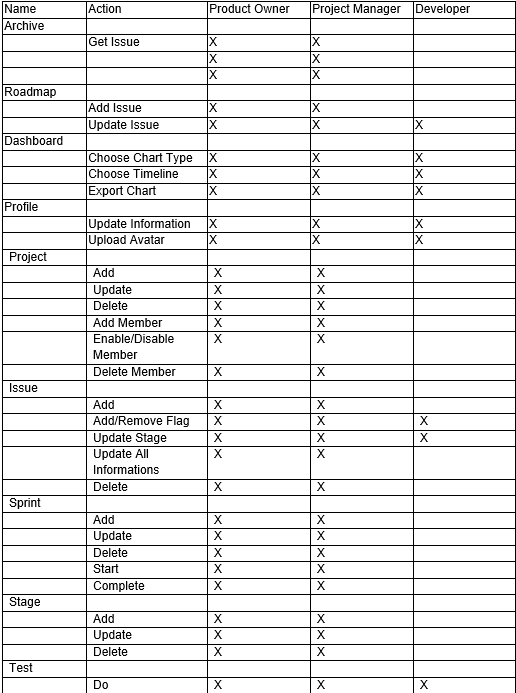 Name Action Product Owner Project Manager Developer
Archive
Get Issue X X
X X
X X
Roadmap
Add Issue X X
Update Issue X X X
Dashboard
Choose Chart Type X X X
Choose Timeline X X X
Export Chart X X X
Profile
Update Information X X X
Upload Avatar X X X
Project
Add X X
Update X X
Delete X X
Add Member X X
Enable/Disable X X
Member
Delete Member X X
Issue
Add X X
Add/Remove Flag X X X
Update Stage X X X
Update All X X
Informations
Delete X X
Sprint
Add X X
Update X X
Delete X X
Start X X
Complete X X
Stage
Add X X
Update X X
Delete X X
Test
Do X X X